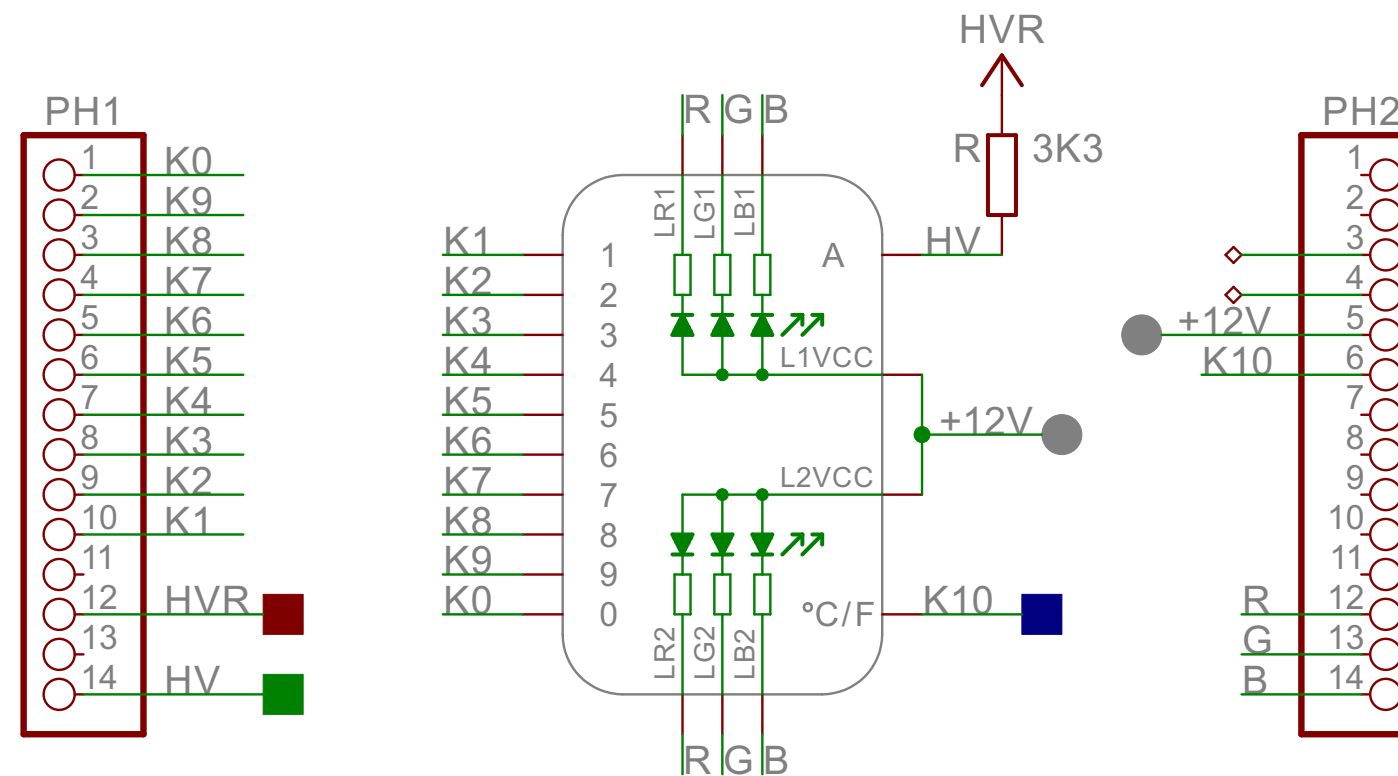 HVR
PH1
R G B
R 3K3
PH2
1 K0
2 K9
3 K8
4 K7
5 K6
6 K5
7 K4
8 K3
9 K2
10 K1
11
12 HVR
13
14 HV
LR1 LG1 LB1
K1 1 A HV
K2 2
K3 3
K4 4 L1VCC
K5 5 +12V
K6 6
K7 7 L2VCC
K8 8
K9 9
K0 0 °C/F K10
LR2 LG2 LB2
R G B
1
2
3
4
+12V 5
K10 6
7
8
9
10
11
R 12
G 13
B 14